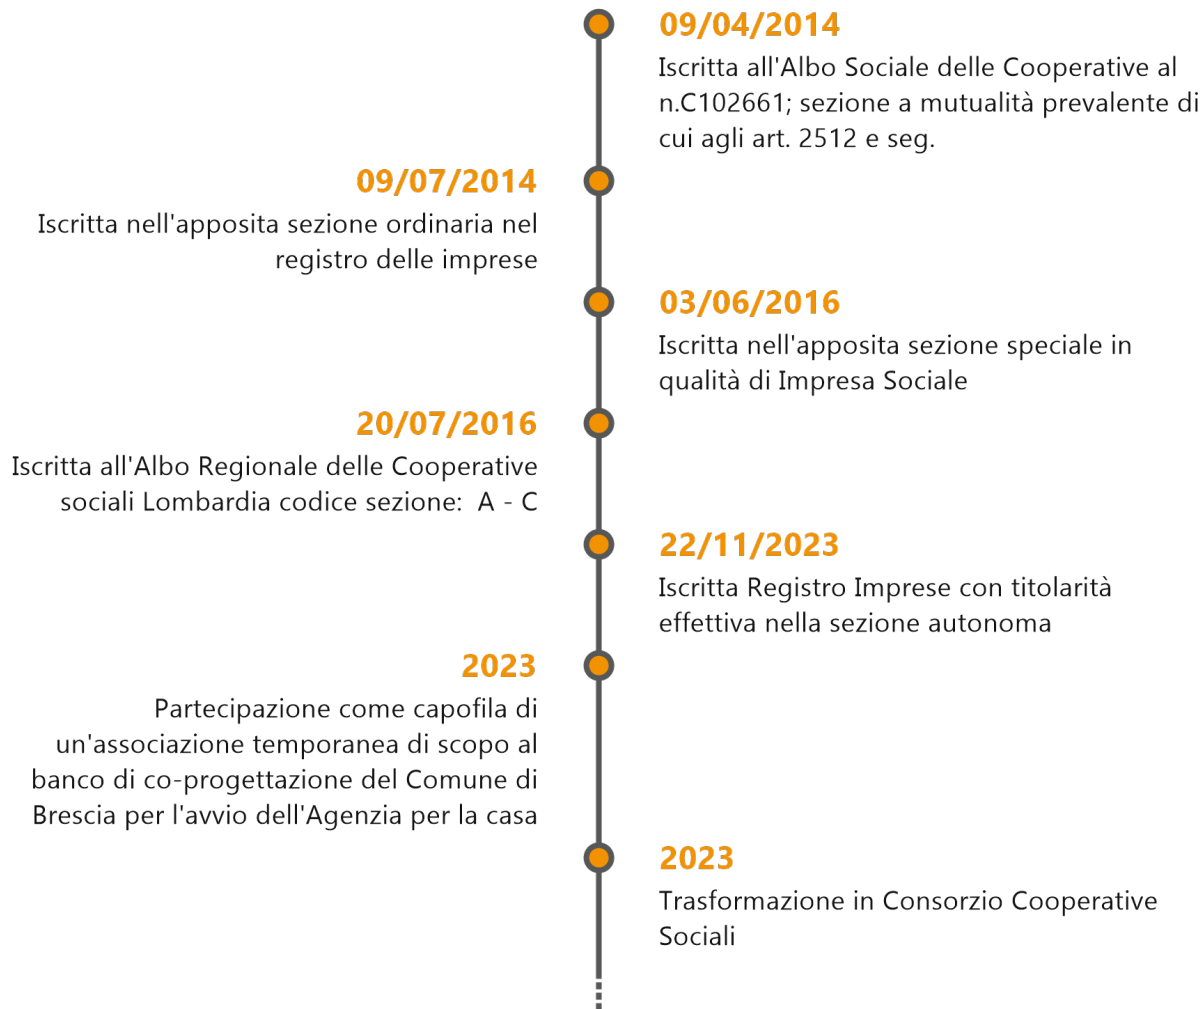 09/04/2014
Iscritta all'Albo Sociale delle Cooperative al
n.C102661; sezione a mutualità prevalente di
cui agli art. 2512 e seg.
09/07/2014
Iscritta nell'apposita sezione ordinaria nel
registro delle imprese
03/06/2016
Iscritta nell'apposita sezione speciale in
qualità di Impresa Sociale
20/07/2016
Iscritta all'Albo Regionale delle Cooperative
sociali Lombardia codice sezione:  A - C
22/11/2023
Iscritta Registro Imprese con titolarità
effettiva nella sezione autonoma
2023
Partecipazione come capofila di
un'associazione temporanea di scopo al
banco di co-progettazione del Comune di
Brescia per l'avvio dell'Agenzia per la casa
2023
Trasformazione in Consorzio Cooperative
Sociali